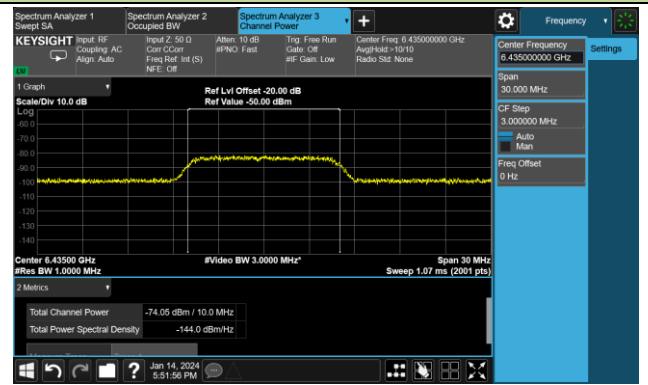 Spectrum Analyzer 1
Swept SA
Spectrum Analyzer 2
Occupied BW
Spectrum Analyzer 3
Channel Power
Frequency
KEYSIGHT
Input: RF
Coupling: AC
Align: Auto
Input Z: 50 Ω
Corr CCorr
Freq Ref: Int (S)
NFE: Off
Atten: 10 dB
#PNO: Fast
Trig: Free Run
Gate: Off
#IF Gain: Low
Center Freq: 6.435000000 GHz
Avg|Hold:>10/10
Radio Std: None
Center Frequency
6.435000000 GHz
Settings
Span
30.000 MHz
CF Step
3.000000 MHz
Auto
Man
Freq Offset
0 Hz
1 Graph
Scale/Div 10.0 dB
Ref Lvl Offset -20.00 dB
Ref Value -50.00 dBm
Log
-60.0
-70.0
-80.0
-90.0
-100
-110
-120
-130
-140
Center 6.43500 GHz
#Res BW 1.0000 MHz
#Video BW 3.0000 MHz*
Span 30 MHz
Sweep 1.07 ms (2001 pts)
2 Metrics
Total Channel Power
-74.05 dBm / 10.0 MHz
Total Power Spectral Density
-144.0 dBm/Hz
?
Jan 14, 2024
5:51:56 PM